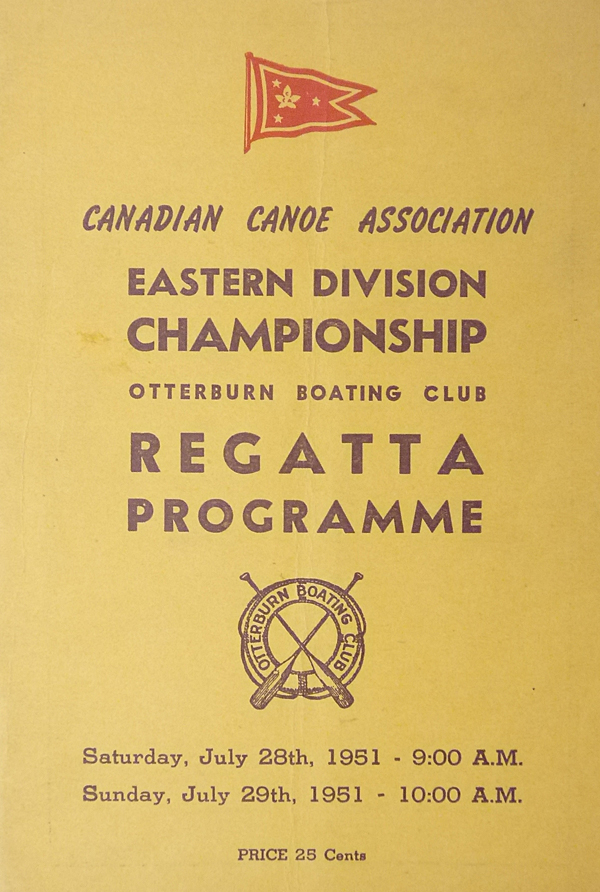 CANADIAN CANOE ASSOCIATION
EASTERN DIVISION
CHAMPIONSHIP
OTTERBURN BOATING CLUB
REGATTA
PROGRAMME
OTTERBURN BOATING CLUB
Saturday, July 28th, 1951 - 9:00 A.M.
Sunday, July 29th, 1951 - 10:00 A.M.
PRICE 25 Cents